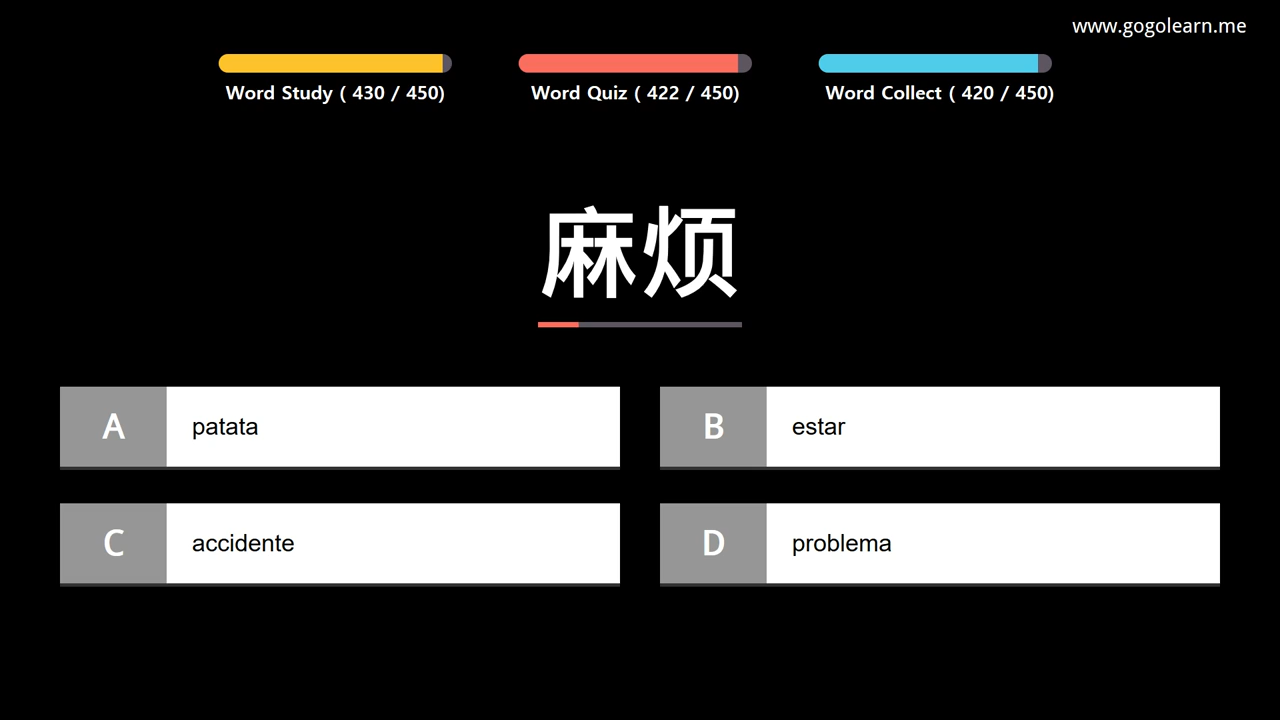 www.gogolearn.me
Word Study ( 430 / 450)
Word Quiz ( 422 / 450)
Word Collect ( 420 / 450)
麻烦
A patata
B estar
C accidente
D problema